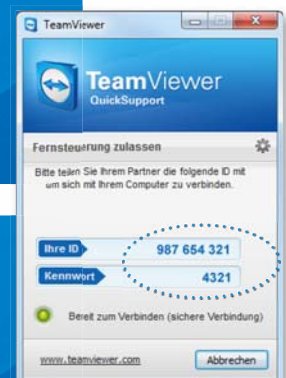 TeamViewer
TeamViewer
QuickSupport
Fernsteuerung zulassen
Bitte teilen Sie Ihrem Partner die folgende ID mit
um sich mit Ihrem Computer zu verbinden.
Ihre ID 987 654 321
Kennwort 4321
Bereit zum Verbinden (sichere Verbindung)
www.teamviewer.com Abbrechen